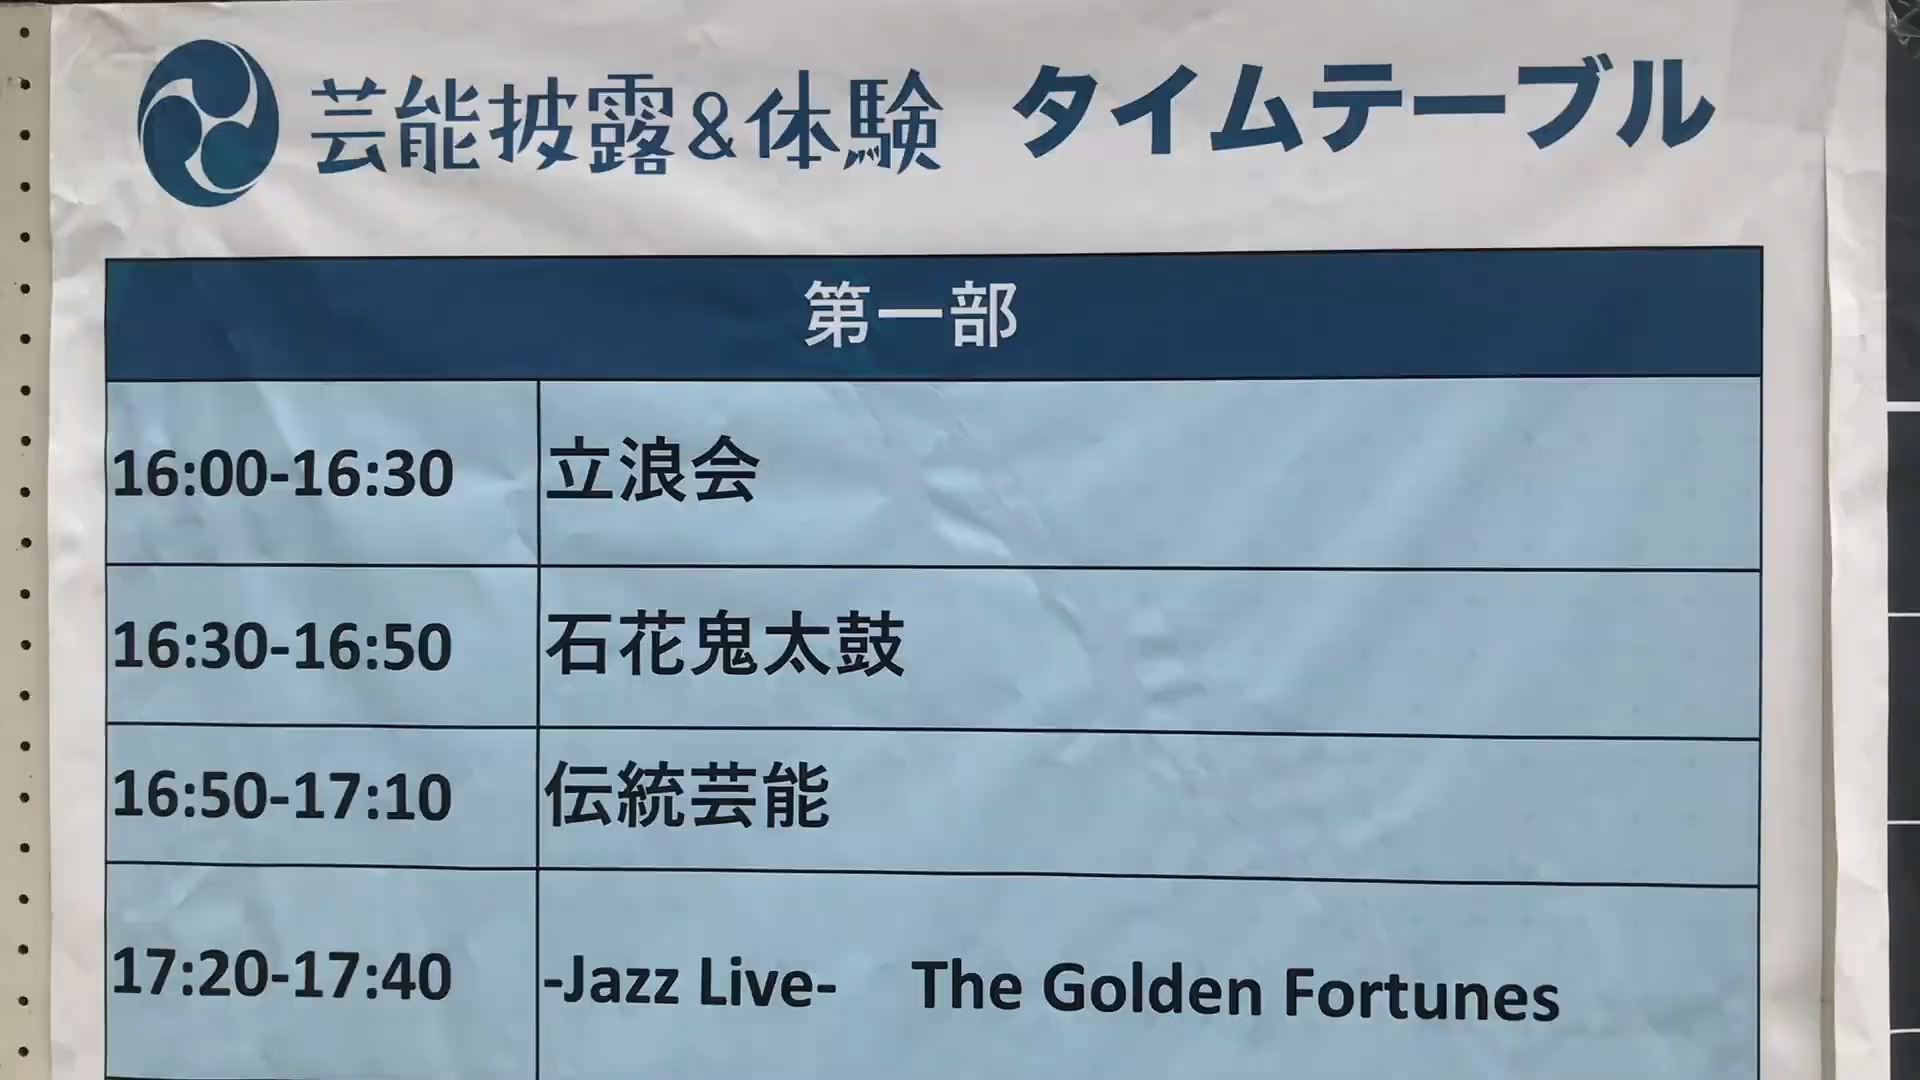 芸能披露&体験 タイムテーブル
第一部
16:00-16:30 立浪会
16:30-16:50 石花鬼太鼓
16:50-17:10 伝統芸能
17:20-17:40 -Jazz Live- The Golden Fortunes